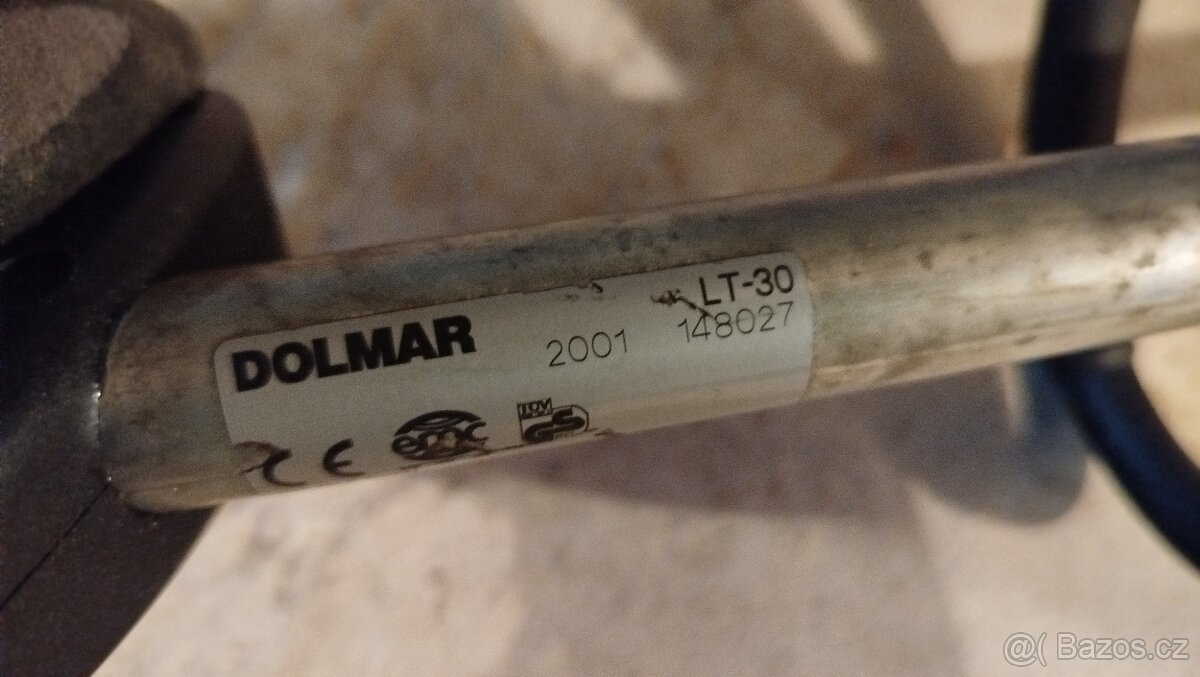 LT-30
DOLMAR 2001 148027
CE emc TÜV GS
@( Bazos.cz